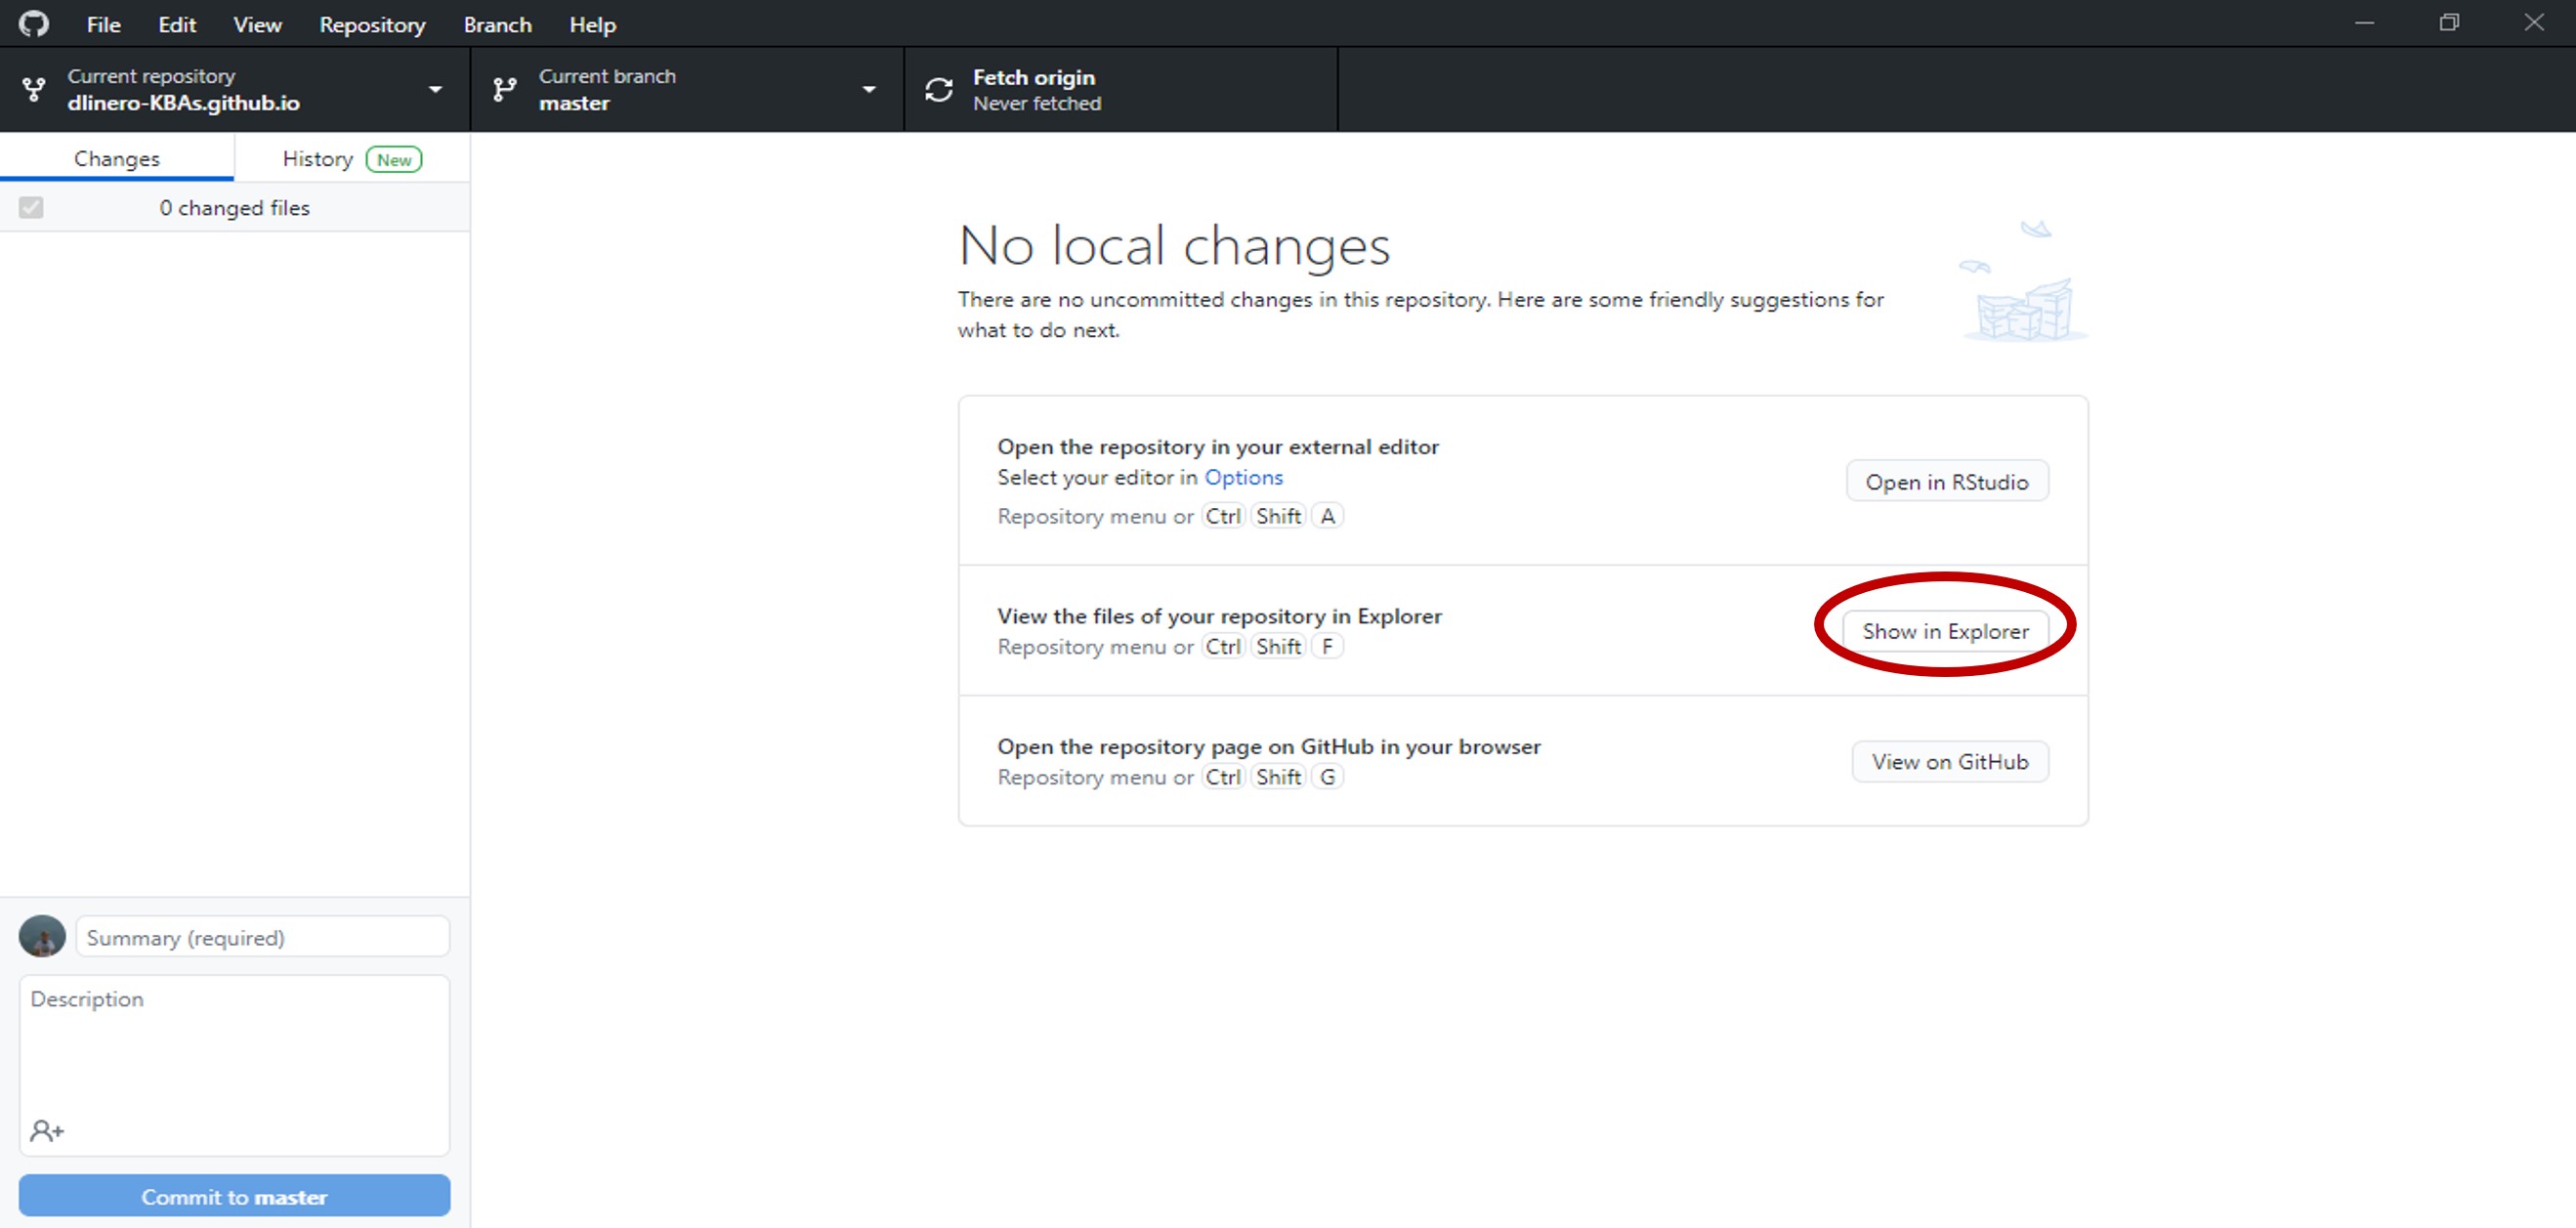 File Edit View Repository Branch Help
Current repository
dlinero-KBAs.github.io
Current branch
master
Fetch origin
Never fetched
Changes
History New
0 changed files
No local changes
There are no uncommitted changes in this repository. Here are some friendly suggestions for
what to do next.
Open the repository in your external editor
Select your editor in Options
Repository menu or Ctrl Shift A
Open in RStudio
View the files of your repository in Explorer
Repository menu or Ctrl Shift F
Show in Explorer
Open the repository page on GitHub in your browser
Repository menu or Ctrl Shift G
View on GitHub
Summary (required)
Description
Commit to master